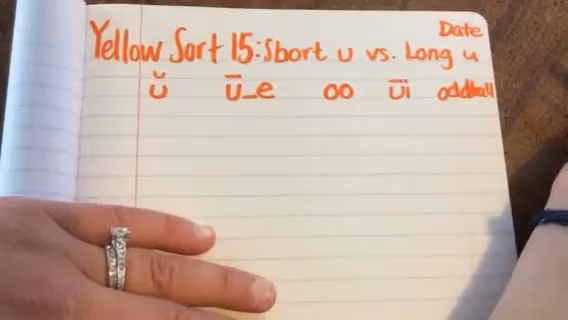 Date
Yellow Sort 15: Short u vs. Long u
ŭ ū_e oo ūi oddball